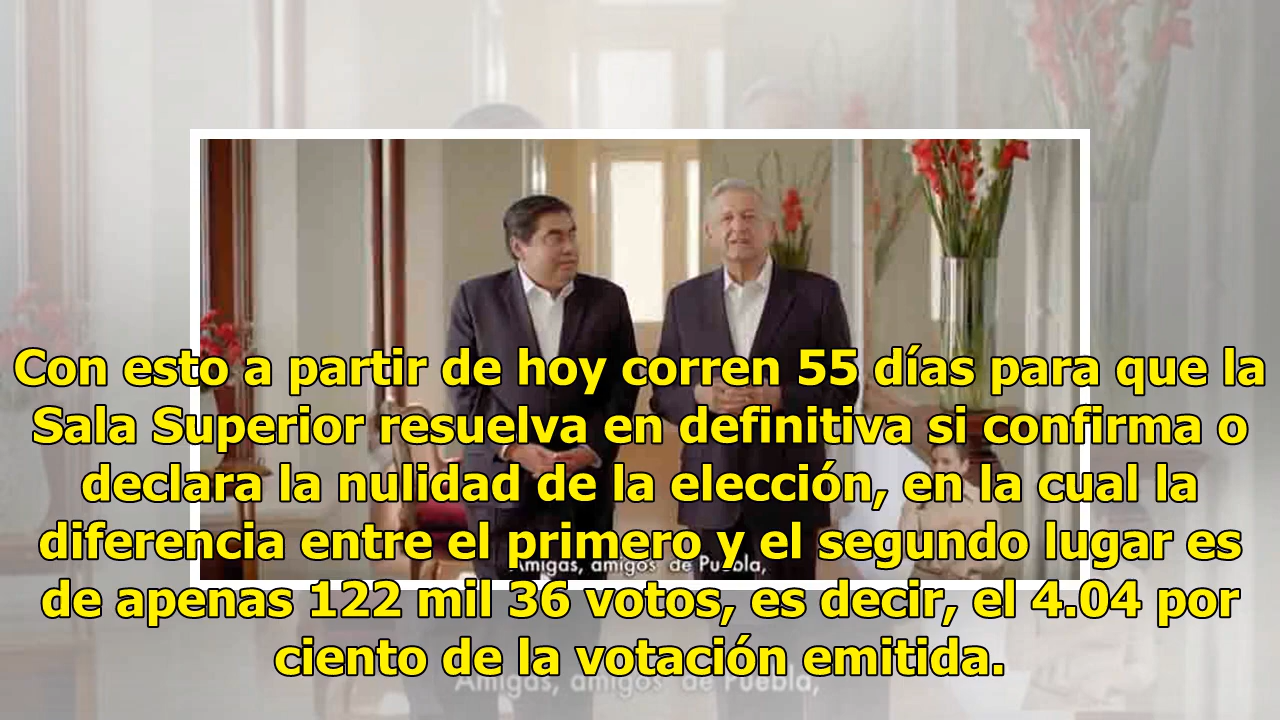 Con esto a partir de hoy corren 55 días para que la
Sala Superior resuelva en definitiva si confirma o
declara la nulidad de la elección, en la cual la
diferencia entre el primero y el segundo lugar es
Amigas, amigos de Puebla,
de apenas 122 mil 36 votos, es decir, el 4.04 por
ciento de la votación emitida.
Amigas, amigos de Puebla,